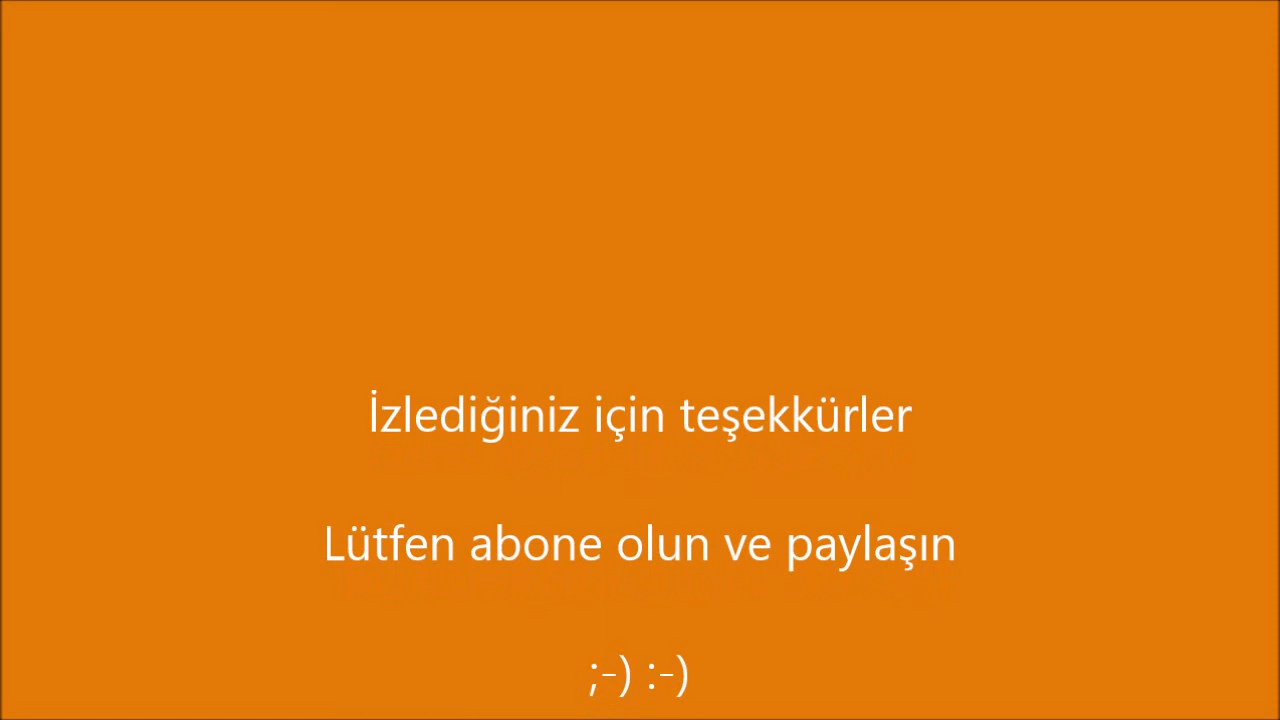 İzlediğiniz için teşekkürler
Lütfen abone olun ve paylaşın
;-) :-)